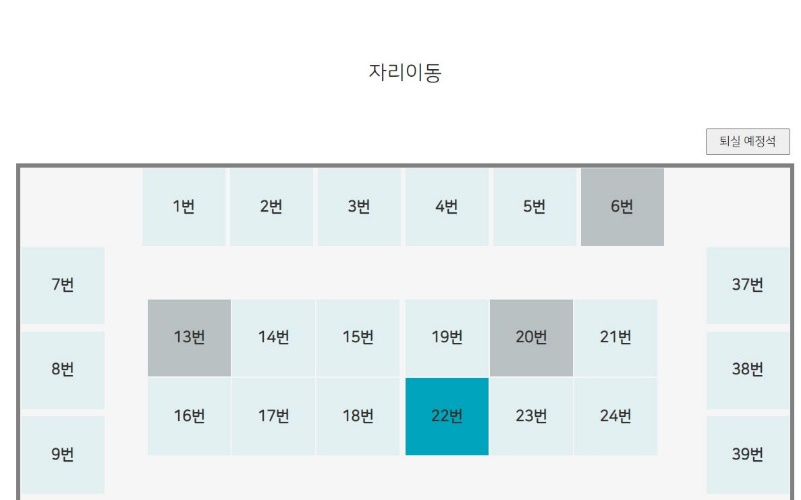 자리이동
퇴실 예정석
1번 2번 3번 4번 5번 6번
7번 37번
13번 14번 15번 19번 20번 21번
8번 38번
16번 17번 18번 22번 23번 24번
9번 39번